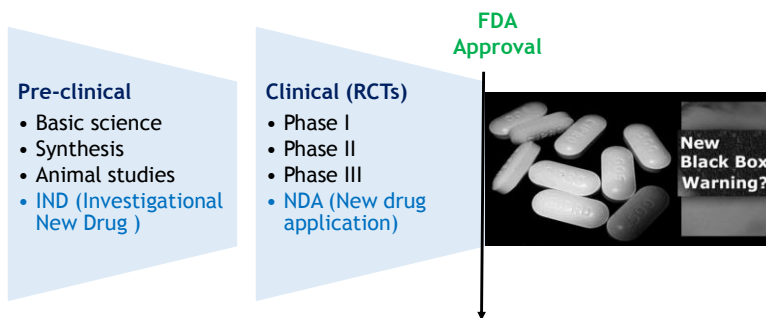 FDA
Approval
Pre-clinical
• Basic science
• Synthesis
• Animal studies
• IND (Investigational
New Drug )
Clinical (RCTs)
• Phase I
• Phase II
• Phase III
• NDA (New drug
application)
New
Black Box
Warning?